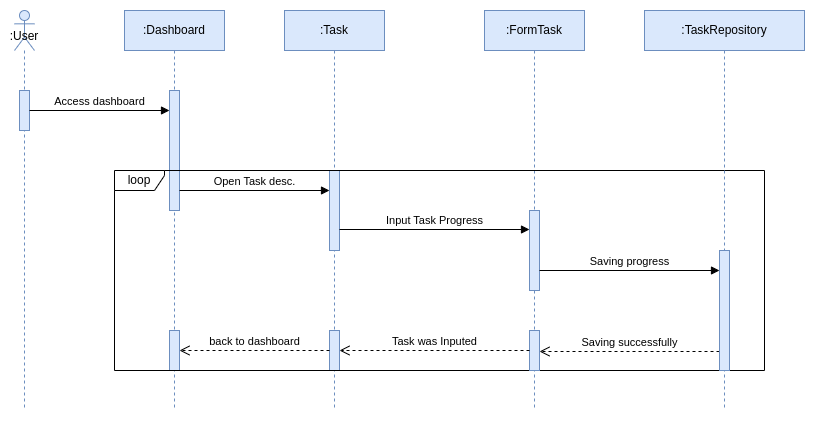 :User
:Dashboard
:Task
:FormTask
:TaskRepository
Access dashboard
loop
Open Task desc.
Input Task Progress
Saving progress
back to dashboard
Task was Inputed
Saving successfully